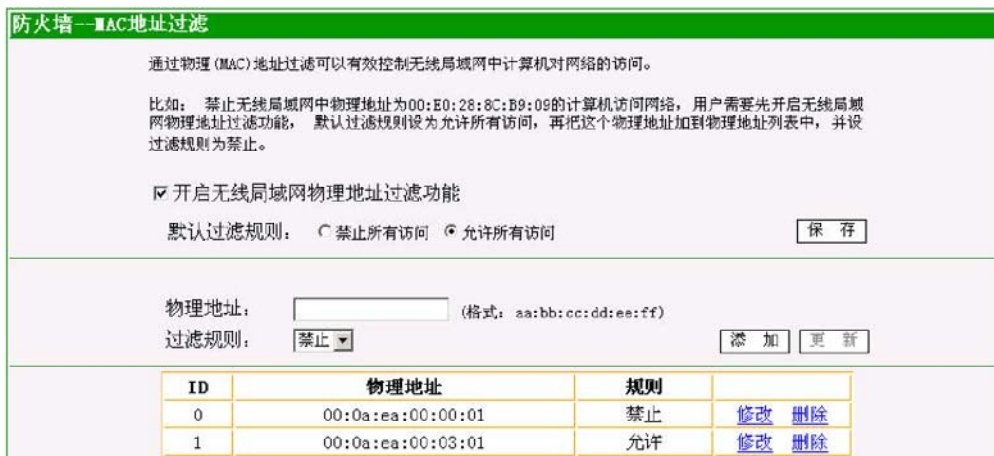 防火墙--MAC地址过滤
通过物理(MAC)地址过滤可以有效控制无线局域网中计算机对网络的访问。
比如: 禁止无线局域网中物理地址为00:E0:28:8C:B9:09的计算机访问网络,用户需要先开启无线局域
网物理地址过滤功能, 默认过滤规则设为允许所有访问,再把这个物理地址加到物理地址列表中,并设
过滤规则为禁止。
开启无线局域网物理地址过滤功能
默认过滤规则: 禁止所有访问 允许所有访问 保 存
物理地址: (格式: aa:bb:cc:dd:ee:ff)
过滤规则: 禁止 添 加 更 新
ID 物理地址 规则
0 00:0a:ea:00:00:01 禁止 修改 删除
1 00:0a:ea:00:03:01 允许 修改 删除